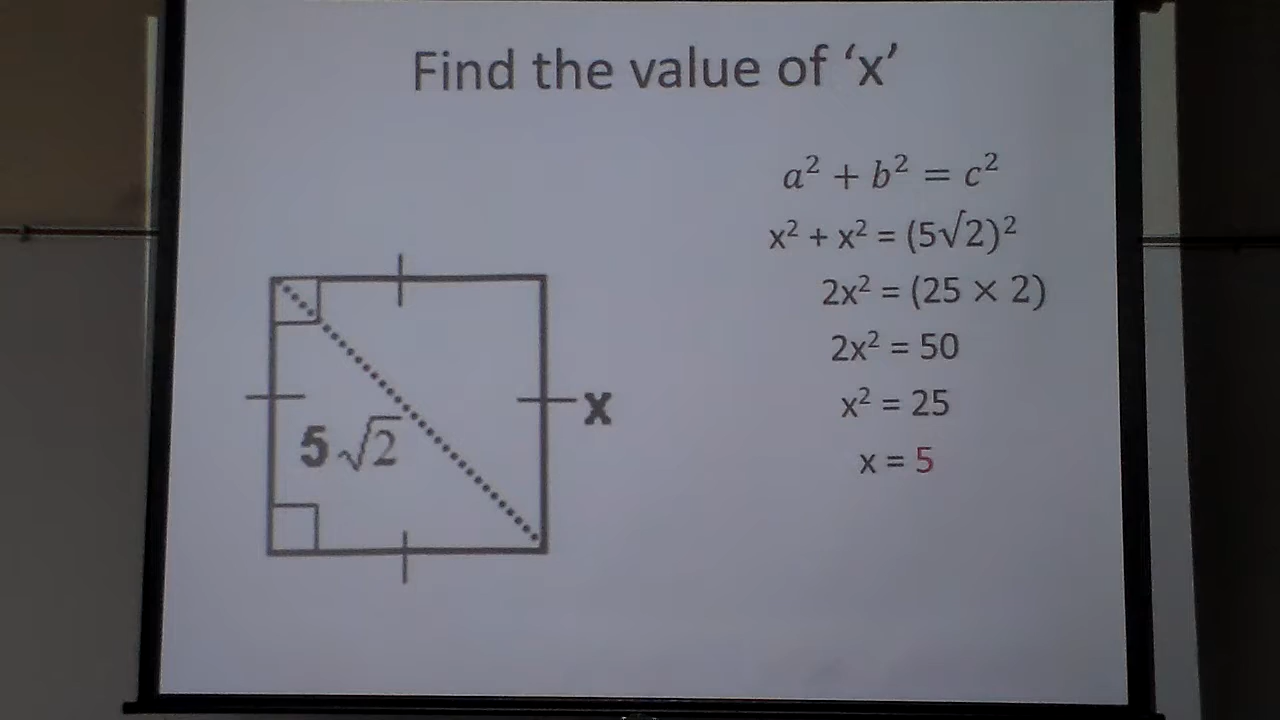 Find the value of ‘x’
a² + b² = c²
x² + x² = (5√2)²
2x² = (25 × 2)
2x² = 50
x² = 25
x = 5
x
5√2